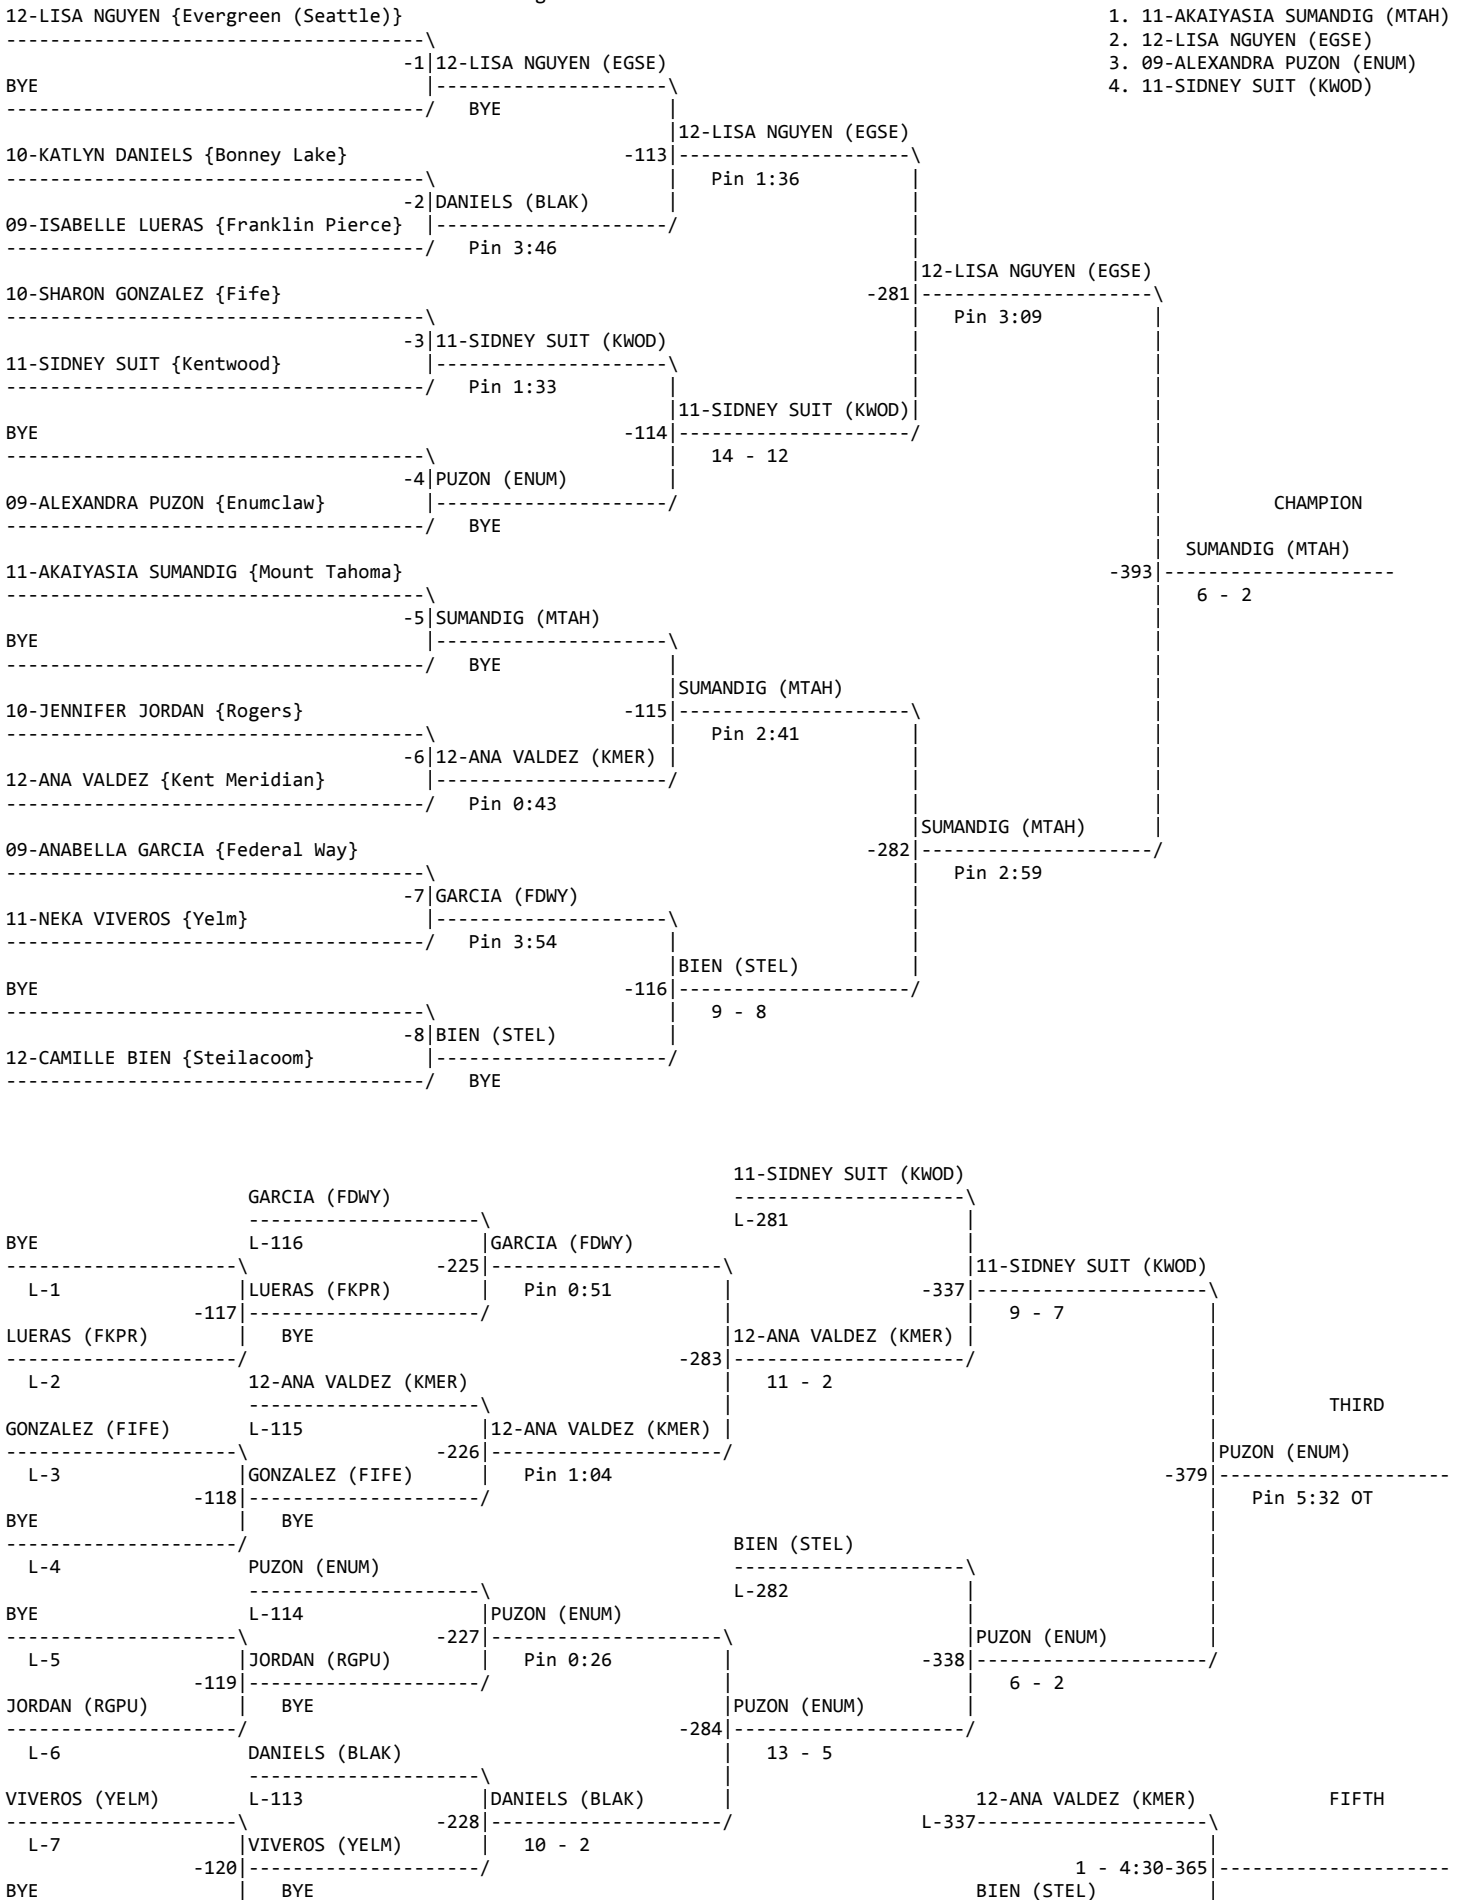 12-LISA NGUYEN {Evergreen (Seattle)} 1. 11-AKAIYASIA SUMANDIG (MTAH)
--------------------------------------\ 2. 12-LISA NGUYEN (EGSE)
-1|12-LISA NGUYEN (EGSE) 3. 09-ALEXANDRA PUZON (ENUM)
BYE |---------------------\ 4. 11-SIDNEY SUIT (KWOD)
--------------------------------------/ BYE |
|12-LISA NGUYEN (EGSE)
10-KATLYN DANIELS {Bonney Lake} -113|---------------------\
--------------------------------------\ | Pin 1:36 |
-2|DANIELS (BLAK) | |
09-ISABELLE LUERAS {Franklin Pierce} |---------------------/ |
--------------------------------------/ Pin 3:46 |
|12-LISA NGUYEN (EGSE)
10-SHARON GONZALEZ {Fife} -281|---------------------\
--------------------------------------\ | Pin 3:09 |
-3|11-SIDNEY SUIT (KWOD) | |
11-SIDNEY SUIT {Kentwood} |---------------------\ | |
--------------------------------------/ Pin 1:33 | | |
|11-SIDNEY SUIT (KWOD)| |
BYE -114|---------------------/ |
--------------------------------------\ | 14 - 12 |
-4|PUZON (ENUM) | |
09-ALEXANDRA PUZON {Enumclaw} |---------------------/ | CHAMPION
--------------------------------------/ BYE |
| SUMANDIG (MTAH)
11-AKAIYASIA SUMANDIG {Mount Tahoma} -393|---------------------
--------------------------------------\ | 6 - 2
-5|SUMANDIG (MTAH) |
BYE |---------------------\ |
--------------------------------------/ BYE | |
|SUMANDIG (MTAH) |
10-JENNIFER JORDAN {Rogers} -115|---------------------\ |
--------------------------------------\ | Pin 2:41 | |
-6|12-ANA VALDEZ (KMER) | | |
12-ANA VALDEZ {Kent Meridian} |---------------------/ | |
--------------------------------------/ Pin 0:43 | |
|SUMANDIG (MTAH) |
09-ANABELLA GARCIA {Federal Way} -282|---------------------/
--------------------------------------\ | Pin 2:59
-7|GARCIA (FDWY) |
11-NEKA VIVEROS {Yelm} |---------------------\ |
--------------------------------------/ Pin 3:54 | |
|BIEN (STEL) |
BYE -116|---------------------/
--------------------------------------\ | 9 - 8
-8|BIEN (STEL) |
12-CAMILLE BIEN {Steilacoom} |---------------------/
--------------------------------------/ BYE
11-SIDNEY SUIT (KWOD)
GARCIA (FDWY) ---------------------\
---------------------\ L-281 |
BYE L-116 |GARCIA (FDWY) |
---------------------\ -225|---------------------\ |11-SIDNEY SUIT (KWOD)
L-1 |LUERAS (FKPR) | Pin 0:51 | -337|---------------------\
-117|---------------------/ | | 9 - 7 |
LUERAS (FKPR) | BYE |12-ANA VALDEZ (KMER) | |
---------------------/ -283|---------------------/ |
L-2 12-ANA VALDEZ (KMER) | 11 - 2 |
---------------------\ | | THIRD
GONZALEZ (FIFE) L-115 |12-ANA VALDEZ (KMER) | |
---------------------\ -226|---------------------/ |PUZON (ENUM)
L-3 |GONZALEZ (FIFE) | Pin 1:04 -379|---------------------
-118|---------------------/ | Pin 5:32 OT
BYE | BYE |
---------------------/ BIEN (STEL) |
L-4 PUZON (ENUM) ---------------------\ |
---------------------\ L-282 | |
BYE L-114 |PUZON (ENUM) | |
---------------------\ -227|---------------------\ |PUZON (ENUM) |
L-5 |JORDAN (RGPU) | Pin 0:26 | -338|---------------------/
-119|---------------------/ | | 6 - 2
JORDAN (RGPU) | BYE |PUZON (ENUM) |
---------------------/ -284|---------------------/
L-6 DANIELS (BLAK) | 13 - 5
---------------------\ |
VIVEROS (YELM) L-113 |DANIELS (BLAK) | 12-ANA VALDEZ (KMER) FIFTH
---------------------\ -228|---------------------/ L-337---------------------\
L-7 |VIVEROS (YELM) | 10 - 2 |
-120|---------------------/ 1 - 4:30-365|---------------------
BYE | BYE BIEN (STEL) |